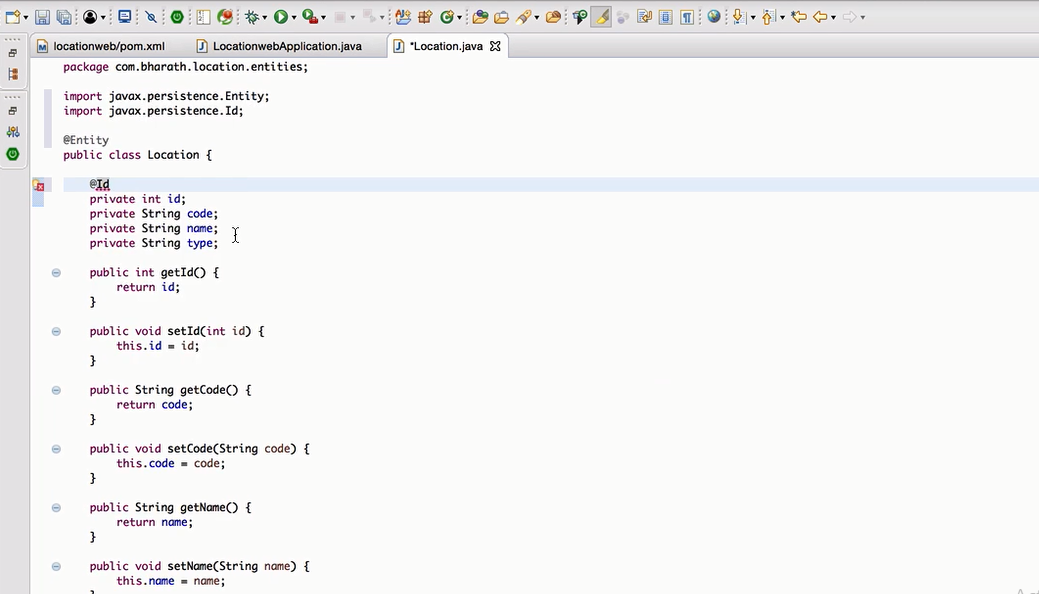 locationweb/pom.xml
LocationwebApplication.java
*Location.java
package com.bharath.location.entities;
import javax.persistence.Entity;
import javax.persistence.Id;
@Entity
public class Location {
@Id
private int id;
private String code;
private String name;
private String type;
public int getId() {
return id;
}
public void setId(int id) {
this.id = id;
}
public String getCode() {
return code;
}
public void setCode(String code) {
this.code = code;
}
public String getName() {
return name;
}
public void setName(String name) {
this.name = name;
}